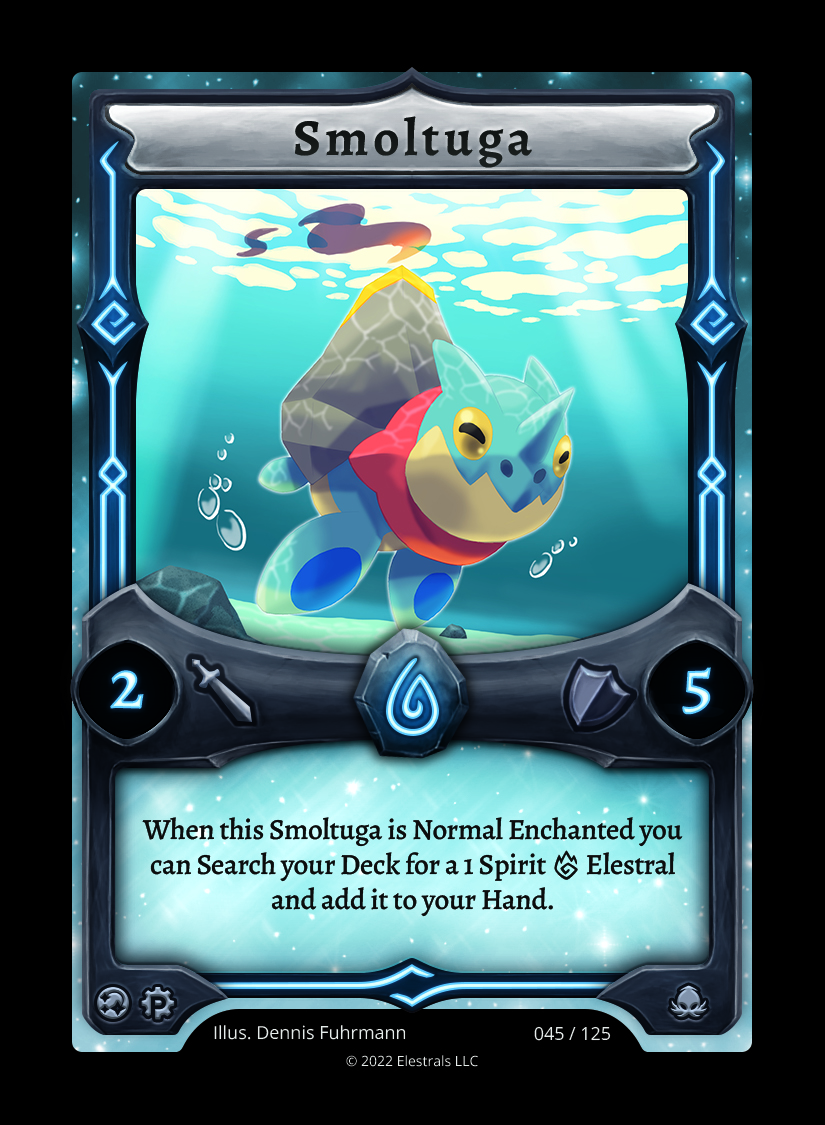 Smoltuga
2
5
When this Smoltuga is Normal Enchanted you
can Search your Deck for a 1 Spirit Elestral
and add it to your Hand.
P
Illus. Dennis Fuhrmann 045 / 125
© 2022 Elestrals LLC